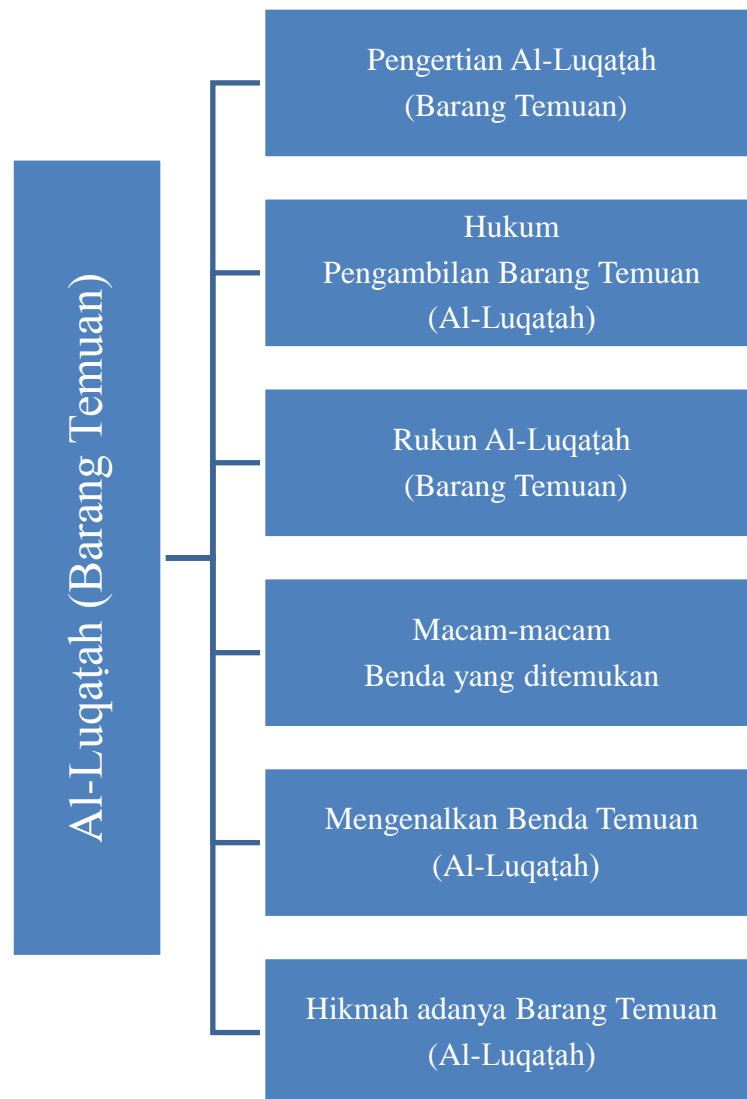 Al-Luqaṭah (Barang Temuan)
Pengertian Al-Luqaṭah
(Barang Temuan)
Hukum
Pengambilan Barang Temuan
(Al-Luqaṭah)
Rukun Al-Luqaṭah
(Barang Temuan)
Macam-macam
Benda yang ditemukan
Mengenalkan Benda Temuan
(Al-Luqaṭah)
Hikmah adanya Barang Temuan
(Al-Luqaṭah)